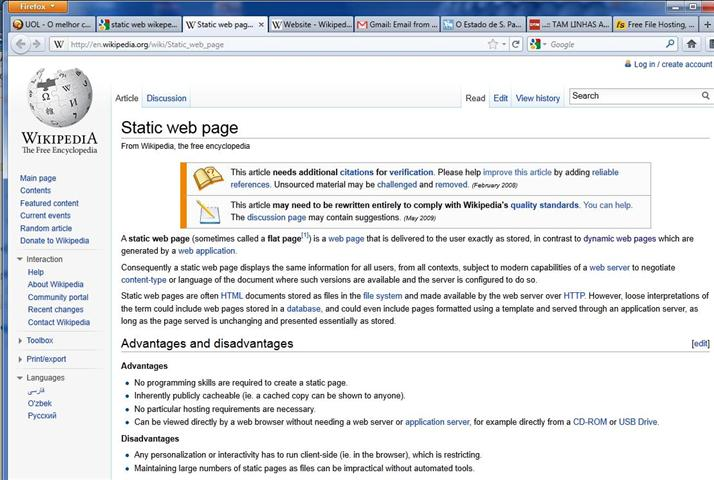 Firefox
UOL - O melhor c...
static web wikepe...
Static web pag...
Website - Wikiped...
Gmail: Email from ...
O Estado de S. Pa...
..:: TAM LINHAS A...
Free File Hosting, ...
http://en.wikipedia.org/wiki/Static_web_page
Google
Log in / create account
Article Discussion
Read Edit View history
Search
WIKIPEDIA
The Free Encyclopedia
Main page
Contents
Featured content
Current events
Random article
Donate to Wikipedia
Interaction
Help
About Wikipedia
Community portal
Recent changes
Contact Wikipedia
Toolbox
Print/export
Languages
فارسی
O'zbek
Русский
Static web page
From Wikipedia, the free encyclopedia
This article needs additional citations for verification. Please help improve this article by adding reliable
references. Unsourced material may be challenged and removed. (February 2008)
This article may need to be rewritten entirely to comply with Wikipedia's quality standards. You can help.
The discussion page may contain suggestions. (May 2009)
A static web page (sometimes called a flat page[1]) is a web page that is delivered to the user exactly as stored, in contrast to dynamic web pages which are
generated by a web application.
Consequently a static web page displays the same information for all users, from all contexts, subject to modern capabilities of a web server to negotiate
content-type or language of the document where such versions are available and the server is configured to do so.
Static web pages are often HTML documents stored as files in the file system and made available by the web server over HTTP. However, loose interpretations of
the term could include web pages stored in a database, and could even include pages formatted using a template and served through an application server, as
long as the page served is unchanging and presented essentially as stored.
Advantages and disadvantages [edit]
Advantages
No programming skills are required to create a static page.
Inherently publicly cacheable (ie. a cached copy can be shown to anyone).
No particular hosting requirements are necessary.
Can be viewed directly by a web browser without needing a web server or application server, for example directly from a CD-ROM or USB Drive.
Disadvantages
Any personalization or interactivity has to run client-side (ie. in the browser), which is restricting.
Maintaining large numbers of static pages as files can be impractical without automated tools.